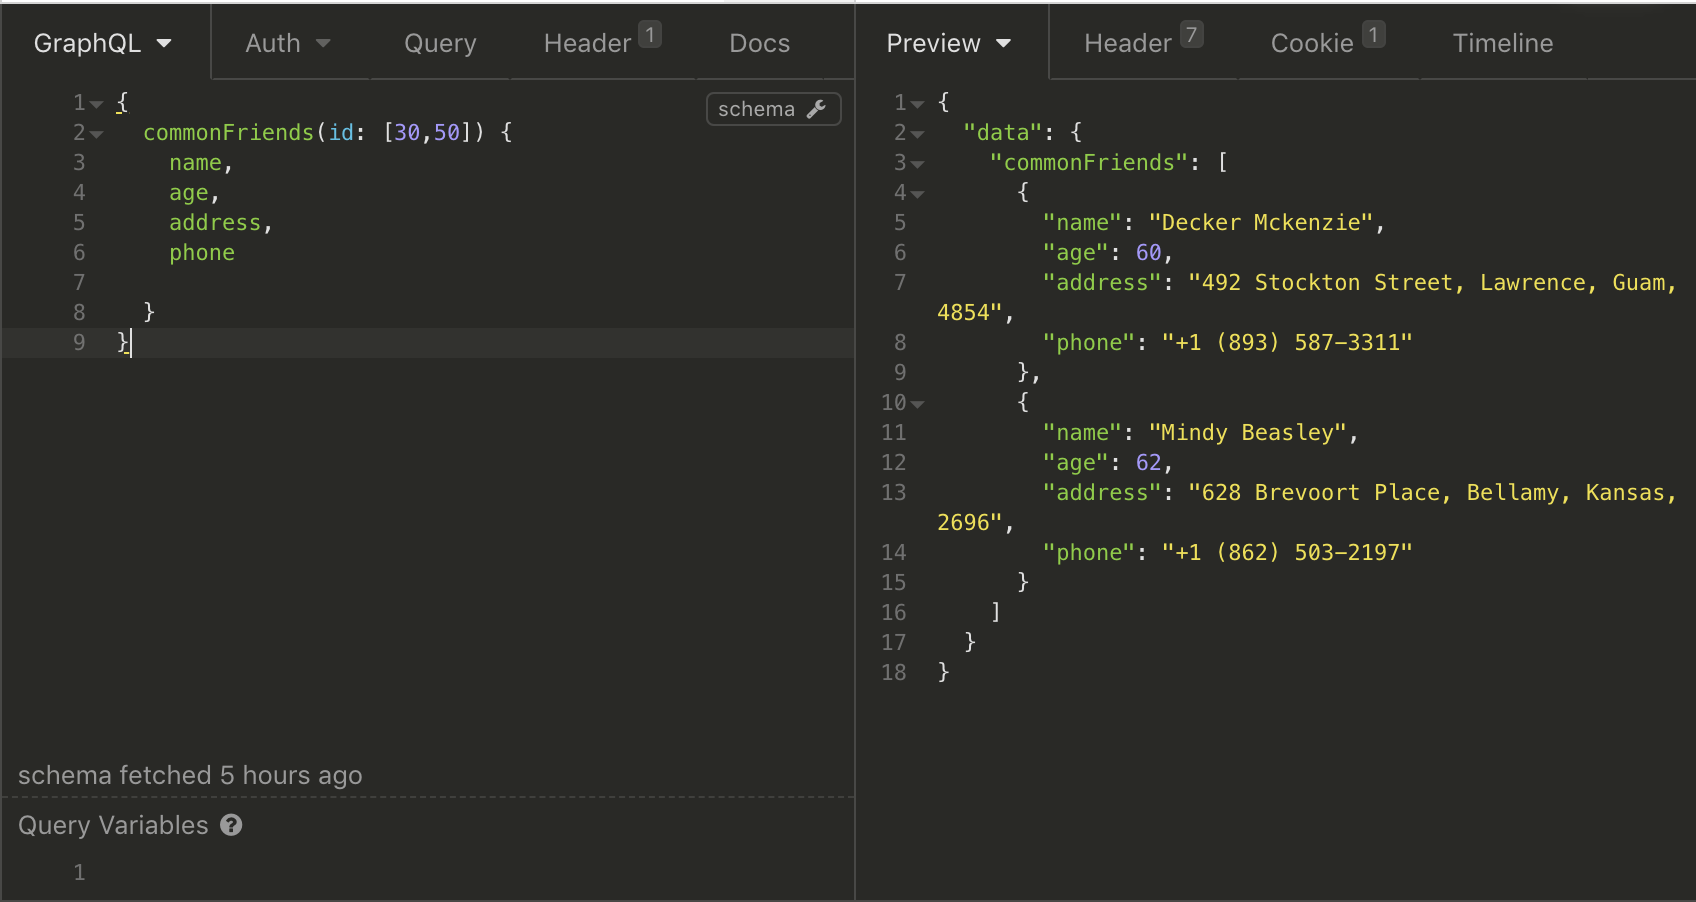 GraphQL Auth Query Header 1 Docs
schema
1 {
2 commonFriends(id: [30,50]) {
3 name,
4 age,
5 address,
6 phone
7
8 }
9 }
schema fetched 5 hours ago
Query Variables ?
1
Preview Header 7 Cookie 1 Timeline
1 {
2 "data": {
3 "commonFriends": [
4 {
5 "name": "Decker Mckenzie",
6 "age": 60,
7 "address": "492 Stockton Street, Lawrence, Guam,
4854",
8 "phone": "+1 (893) 587-3311"
9 },
10 {
11 "name": "Mindy Beasley",
12 "age": 62,
13 "address": "628 Brevoort Place, Bellamy, Kansas,
2696",
14 "phone": "+1 (862) 503-2197"
15 }
16 ]
17 }
18 }